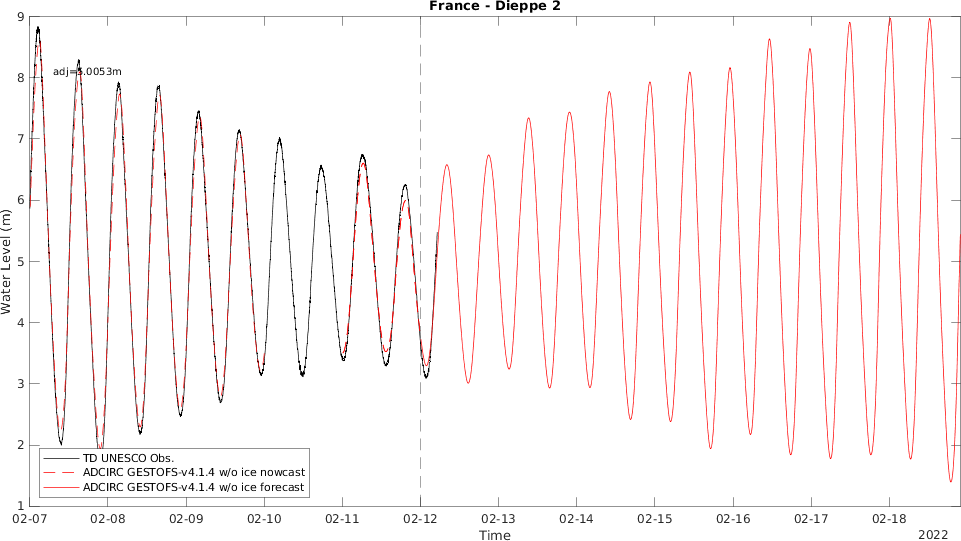 France - Dieppe 2
9
8
7
6
5
4
3
2
1
Water Level (m)
adj=5.0053m
TD UNESCO Obs.
ADCIRC GESTOFS-v4.1.4 w/o ice nowcast
ADCIRC GESTOFS-v4.1.4 w/o ice forecast
02-07 02-08 02-09 02-10 02-11 02-12 02-13 02-14 02-15 02-16 02-17 02-18
Time
2022